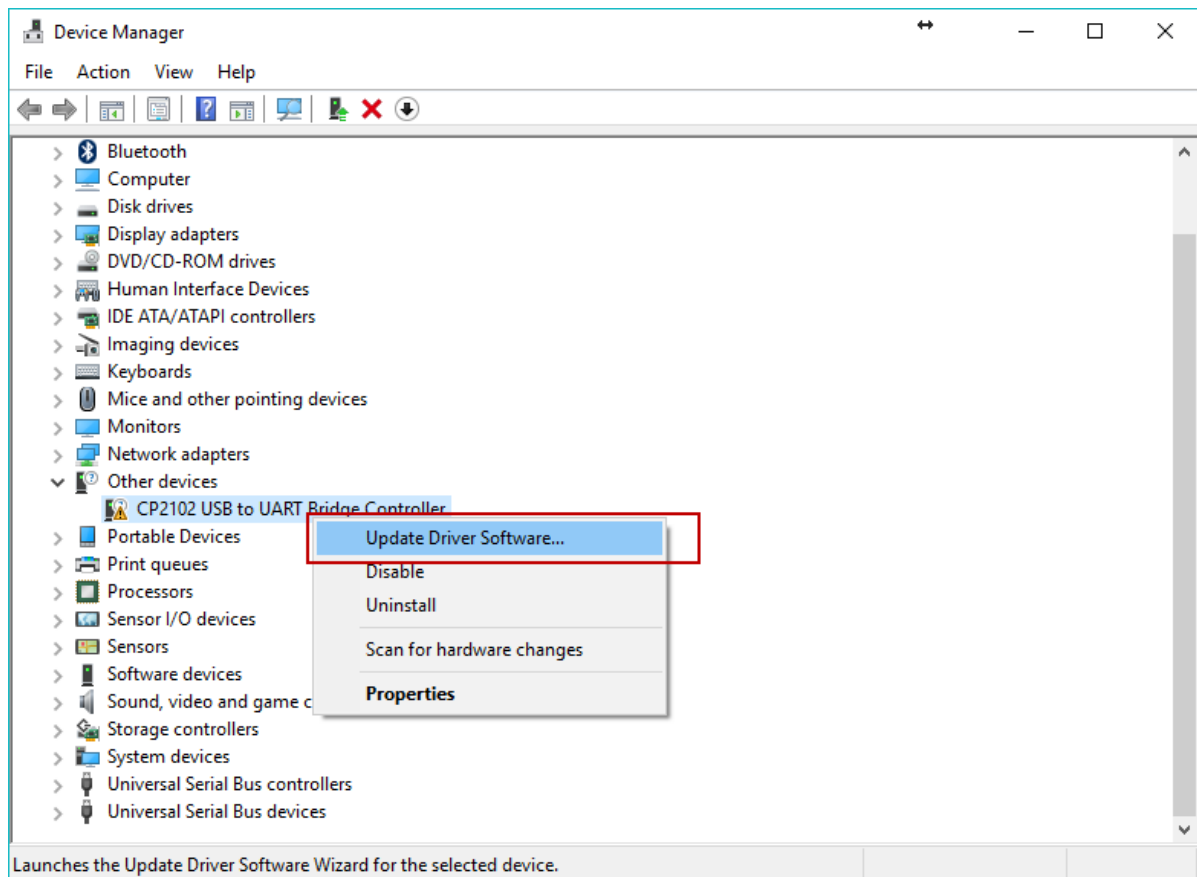 Device Manager
File Action View Help
Bluetooth
Computer
Disk drives
Display adapters
DVD/CD-ROM drives
Human Interface Devices
IDE ATA/ATAPI controllers
Imaging devices
Keyboards
Mice and other pointing devices
Monitors
Network adapters
Other devices
CP2102 USB to UART Bridge Controller
Portable Devices
Update Driver Software...
Print queues
Disable
Processors
Uninstall
Sensor I/O devices
Sensors
Scan for hardware changes
Software devices
Properties
Sound, video and game c
Storage controllers
System devices
Universal Serial Bus controllers
Universal Serial Bus devices
Launches the Update Driver Software Wizard for the selected device.